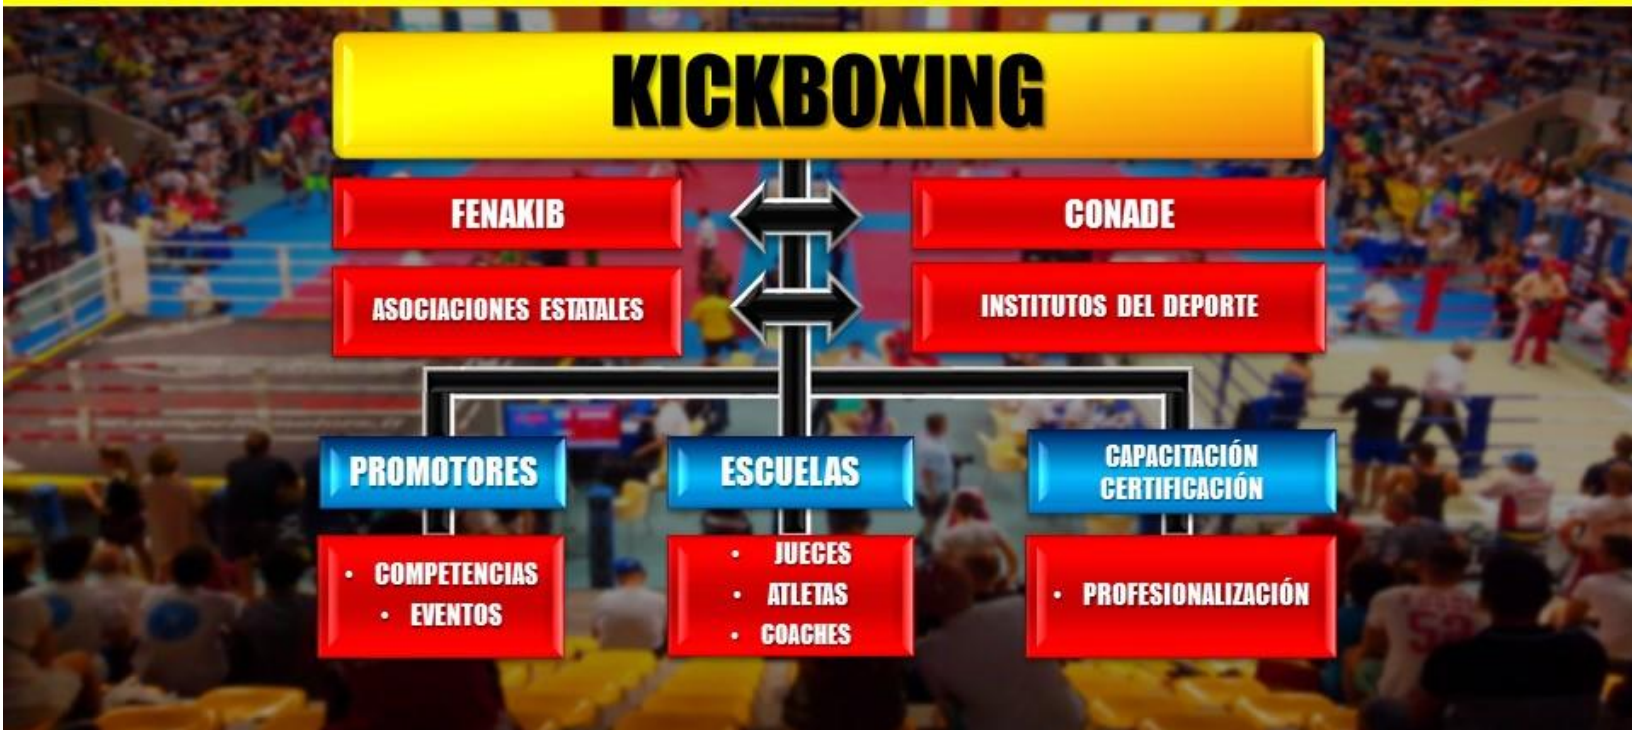 KICKBOXING
FENAKIB
CONADE
ASOCIACIONES ESTATALES
INSTITUTOS DEL DEPORTE
PROMOTORES
ESCUELAS
CAPACITACIÓN
CERTIFICACIÓN
• COMPETENCIAS
• EVENTOS
• JUECES
• ATLETAS
• COACHES
• PROFESIONALIZACIÓN